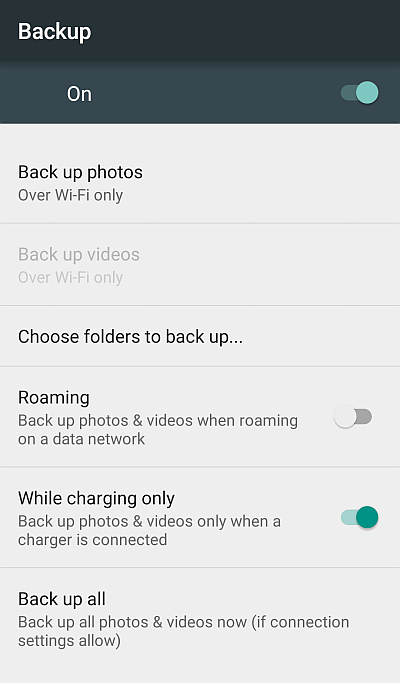 Backup
On
Back up photos
Over Wi-Fi only
Back up videos
Over Wi-Fi only
Choose folders to back up...
Roaming
Back up photos & videos when roaming
on a data network
While charging only
Back up photos & videos only when a
charger is connected
Back up all
Back up all photos & videos now (if connection
settings allow)